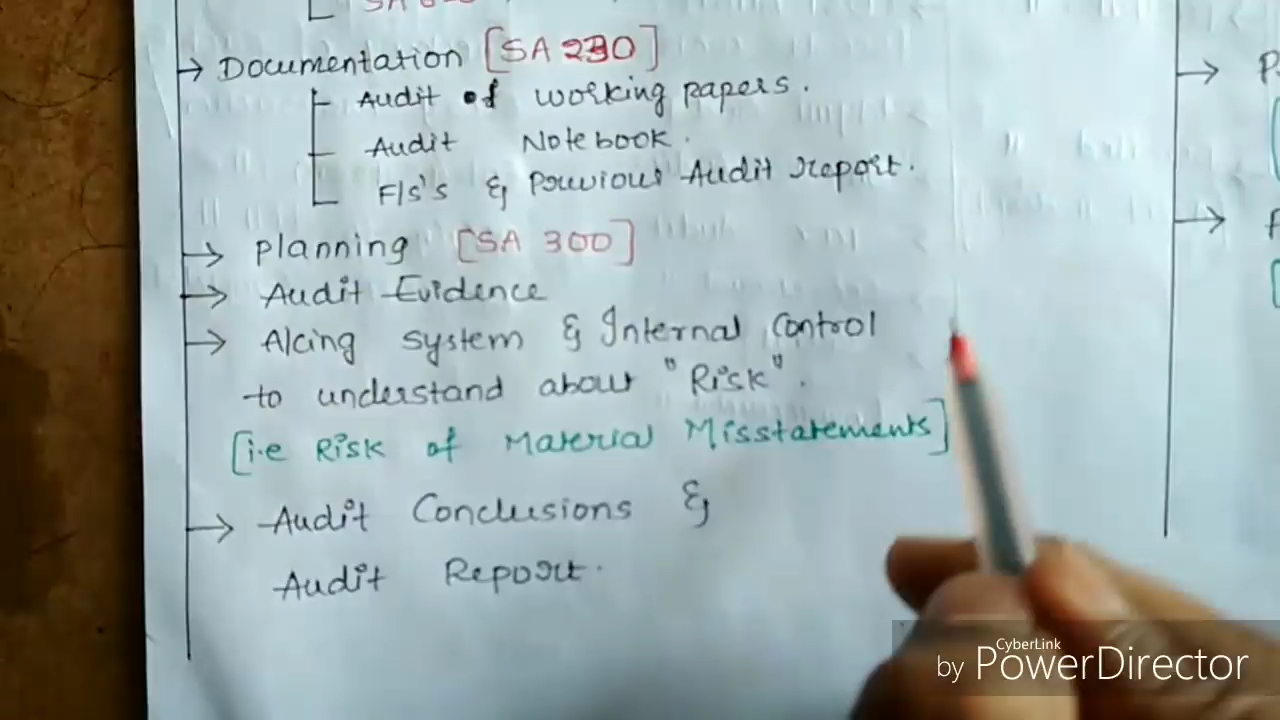 → Documentation [SA 230]
Audit of working papers.
Audit Notebook.
F/s's & Previous Audit report.
→ planning [SA 300]
→ Audit Evidence
→ A/cing system & Internal control
to understand about "Risk".
[i.e Risk of Material Misstatements]
→ Audit Conclusions &
Audit Report.
CyberLink
by PowerDirector